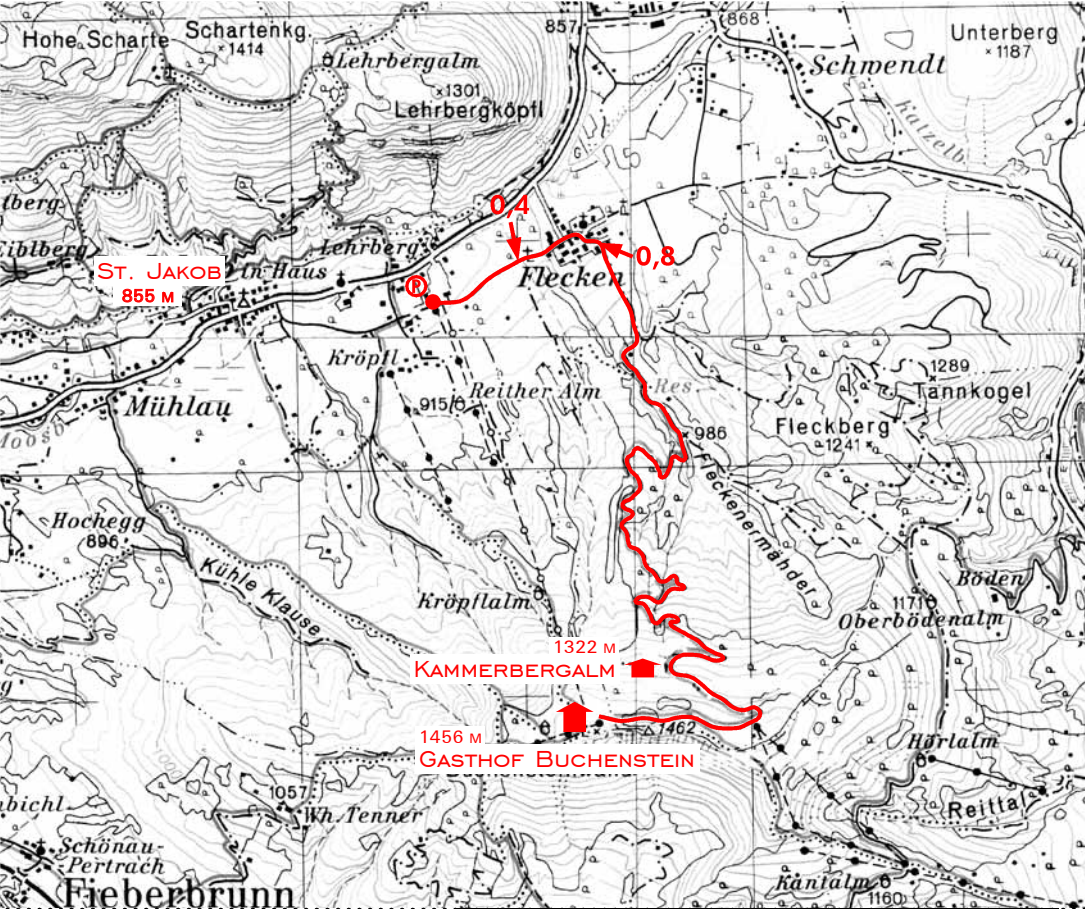 857
868
Hohe Scharte
Schartenkg.
×1414
Lehrbergalm
×1301
Lehrbergköpfl
Unterberg
×1187
Schwendt
Katzelb.
G
0,4
0,8
Lehrberg
Flecken
ST. JAKOB
855 M
In Haus
R
Kröpfl
Reither Alm
915
Res.
Mühlau
Moosb.
986
1289
Tannkogel
Fleckberg
1241 ×
Fleckenermähder
Hochegg
896
Kühle Klause
Kröpflalm
Böden
1171
Oberbödenalm
1322 M
KAMMERBERGALM
1456 M
GASTHOF BUCHENSTEIN
1462
Hörlalm
Reittal
1057
Wh. Tenner
Schönau-
Pertrach
Fieberbrunn
Kantalm
1160